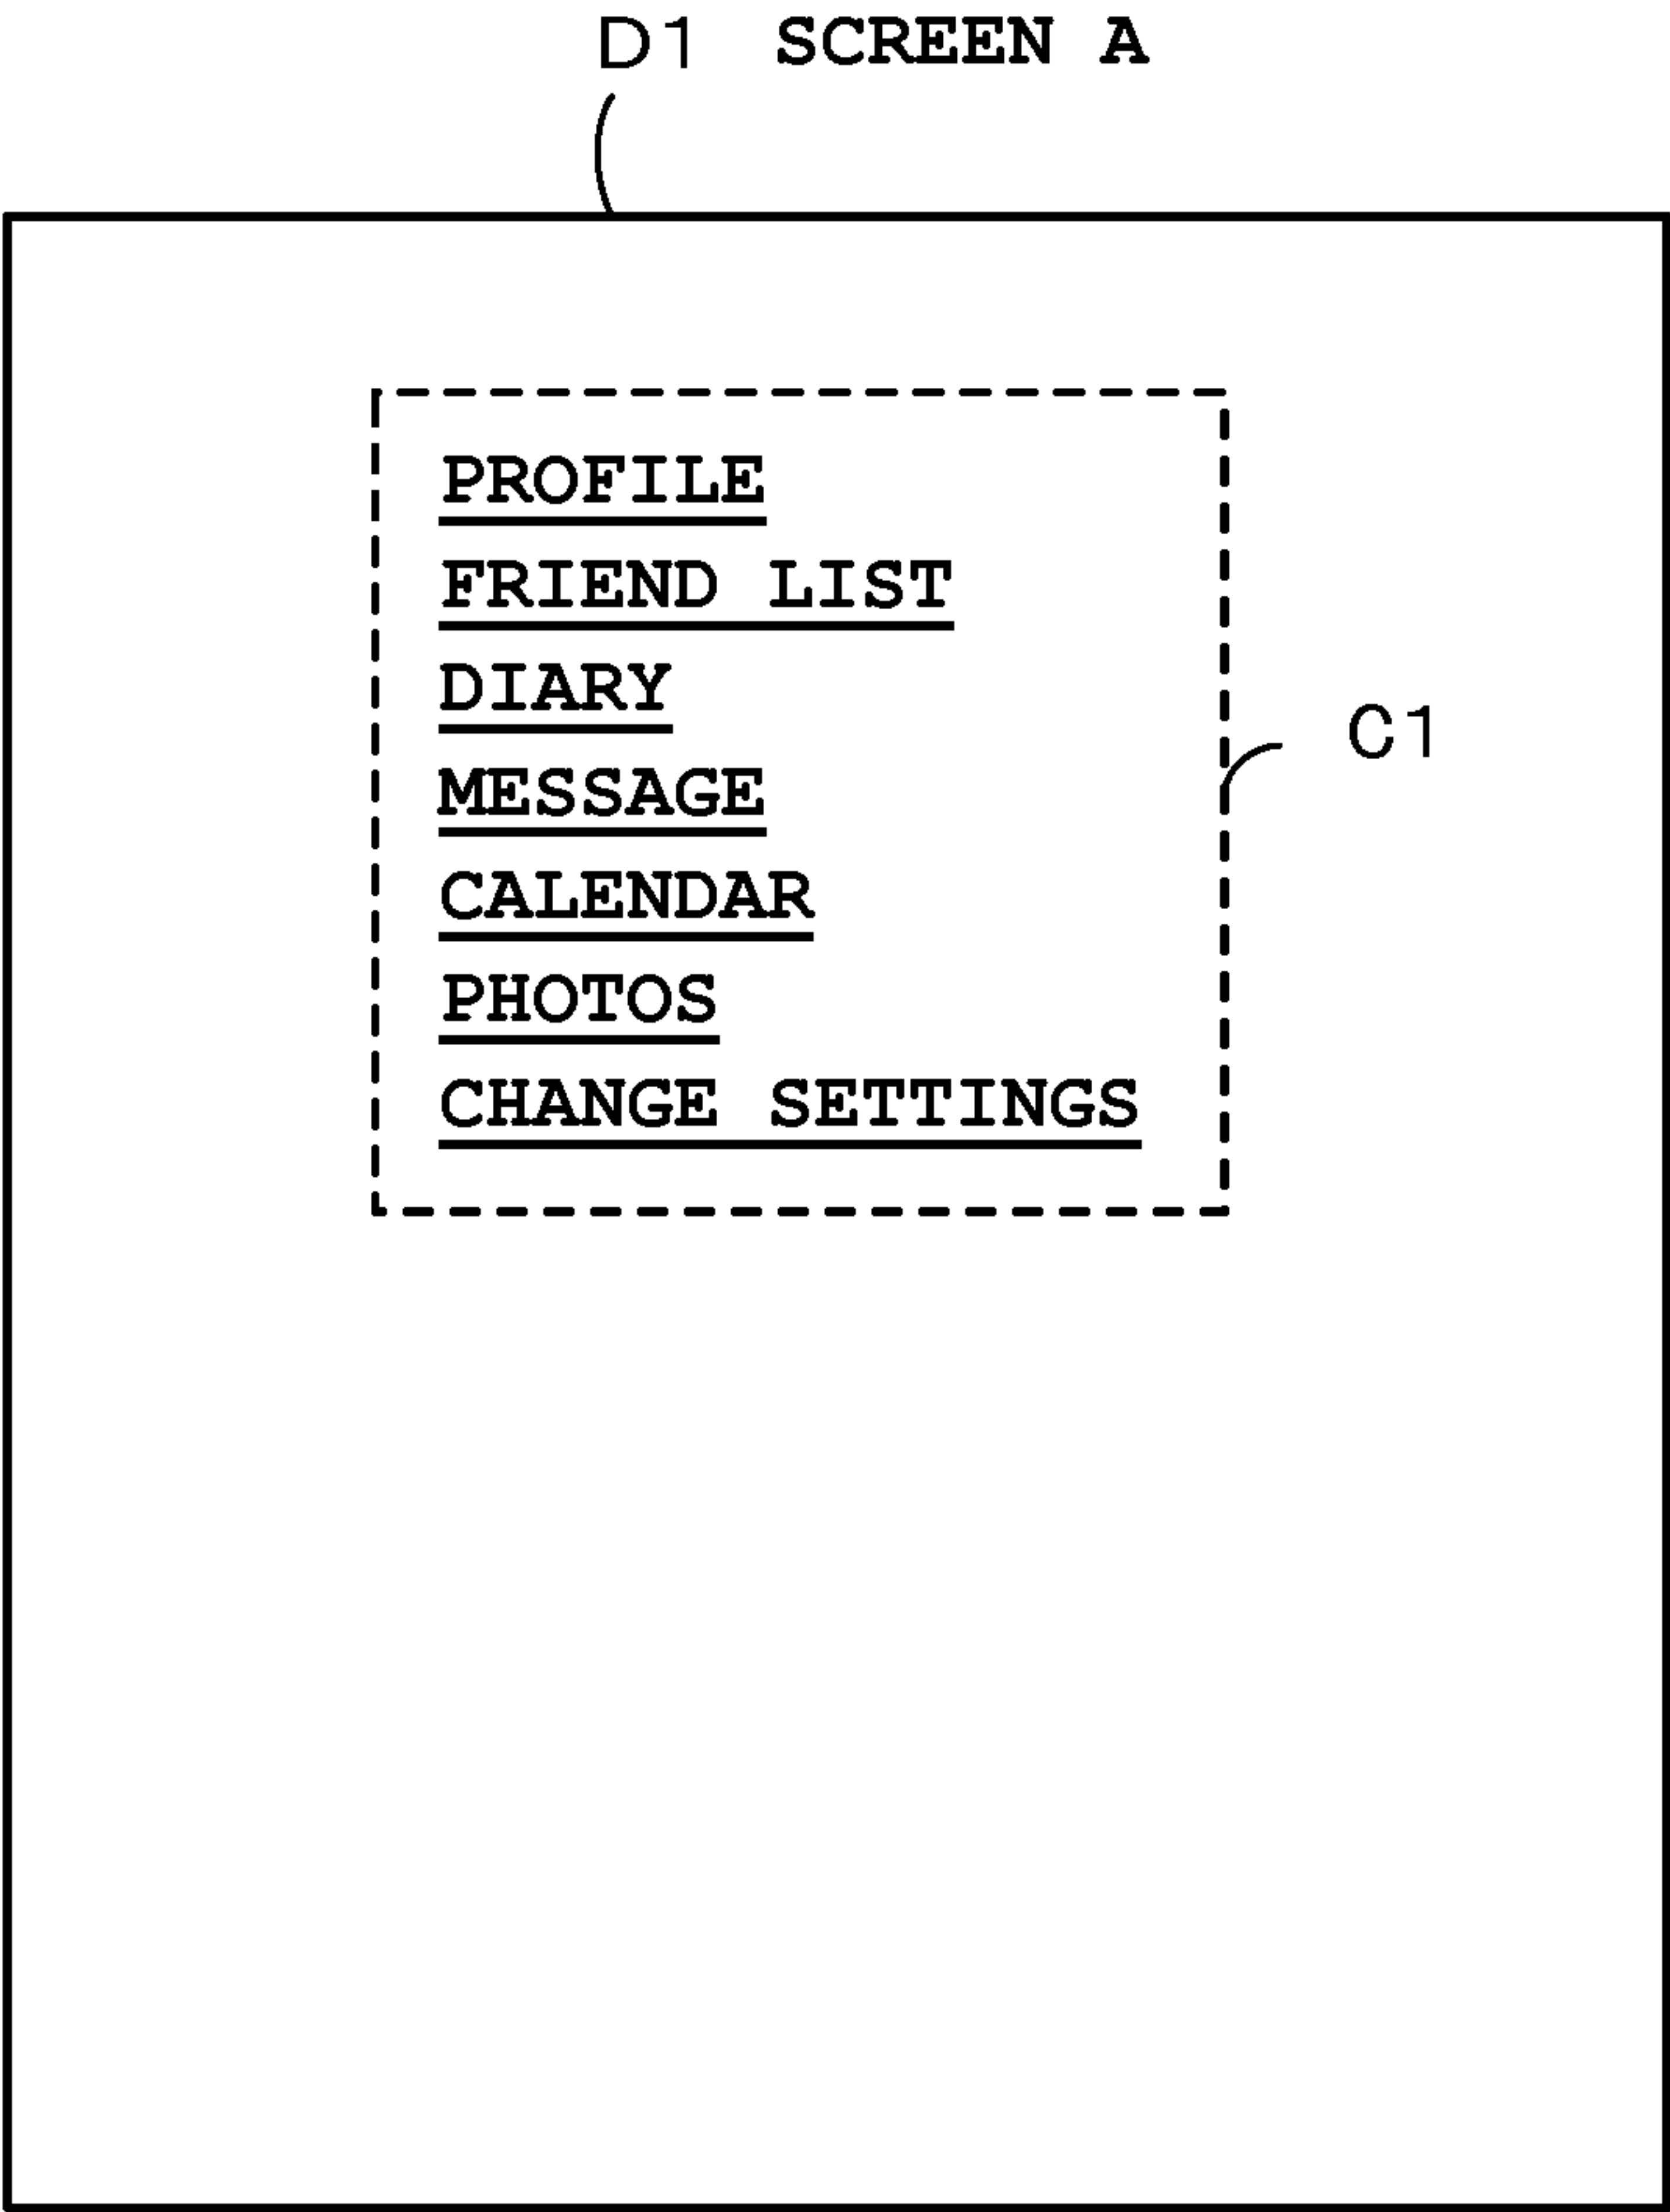 D1 SCREEN A
PROFILE
FRIEND LIST
DIARY
C1
MESSAGE
CALENDAR
PHOTOS
CHANGE SETTINGS